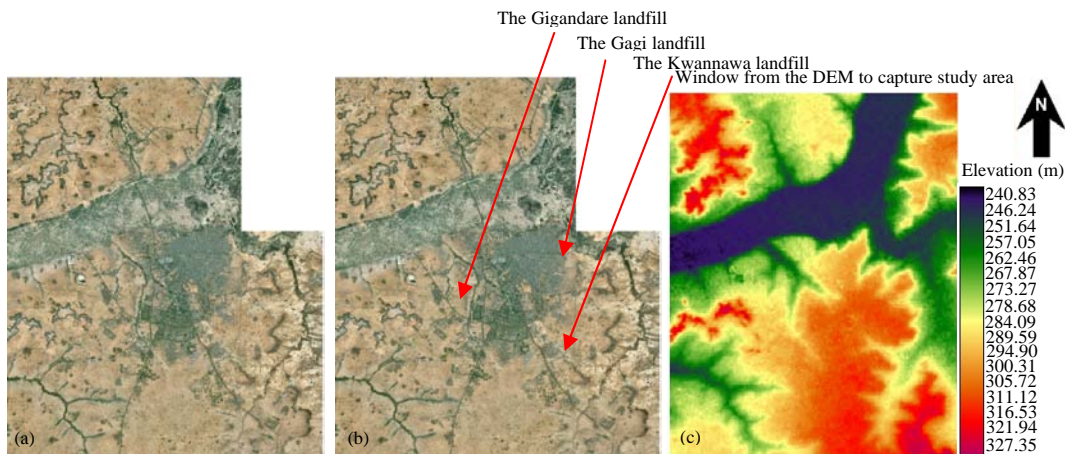 The Gigandare landfill
The Gagi landfill
The Kwannawa landfill
Window from the DEM to capture study area
N
Elevation (m)
240.83
246.24
251.64
257.05
262.46
267.87
273.27
278.68
284.09
289.59
294.90
300.31
305.72
311.12
316.53
321.94
327.35
(a)
(b)
(c)